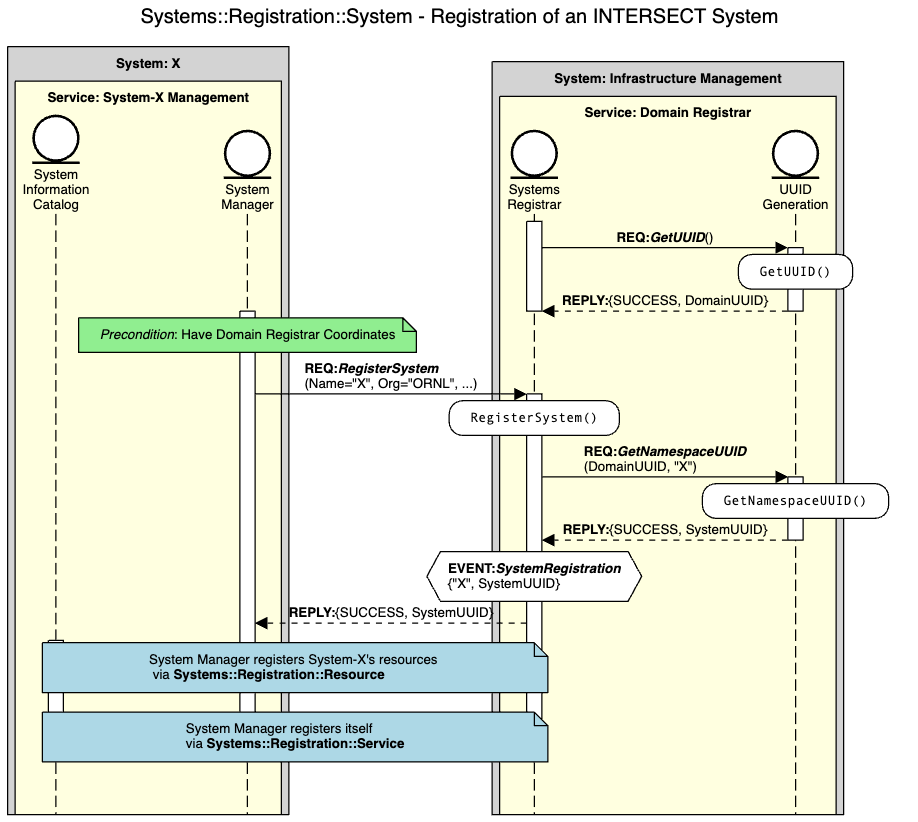 Systems::Registration::System - Registration of an INTERSECT System
System: X
System: Infrastructure Management
Service: System-X Management
Service: Domain Registrar
System
Information
Catalog
System
Manager
Systems
Registrar
UUID
Generation
REQ:GetUUID()
GetUUID()
REPLY:{SUCCESS, DomainUUID}
Precondition: Have Domain Registrar Coordinates
REQ:RegisterSystem
(Name="X", Org="ORNL", ...)
RegisterSystem()
REQ:GetNamespaceUUID
(DomainUUID, "X")
GetNamespaceUUID()
REPLY:{SUCCESS, SystemUUID}
EVENT:SystemRegistration
{"X", SystemUUID}
REPLY:{SUCCESS, SystemUUID}
System Manager registers System-X's resources
via Systems::Registration::Resource
System Manager registers itself
via Systems::Registration::Service